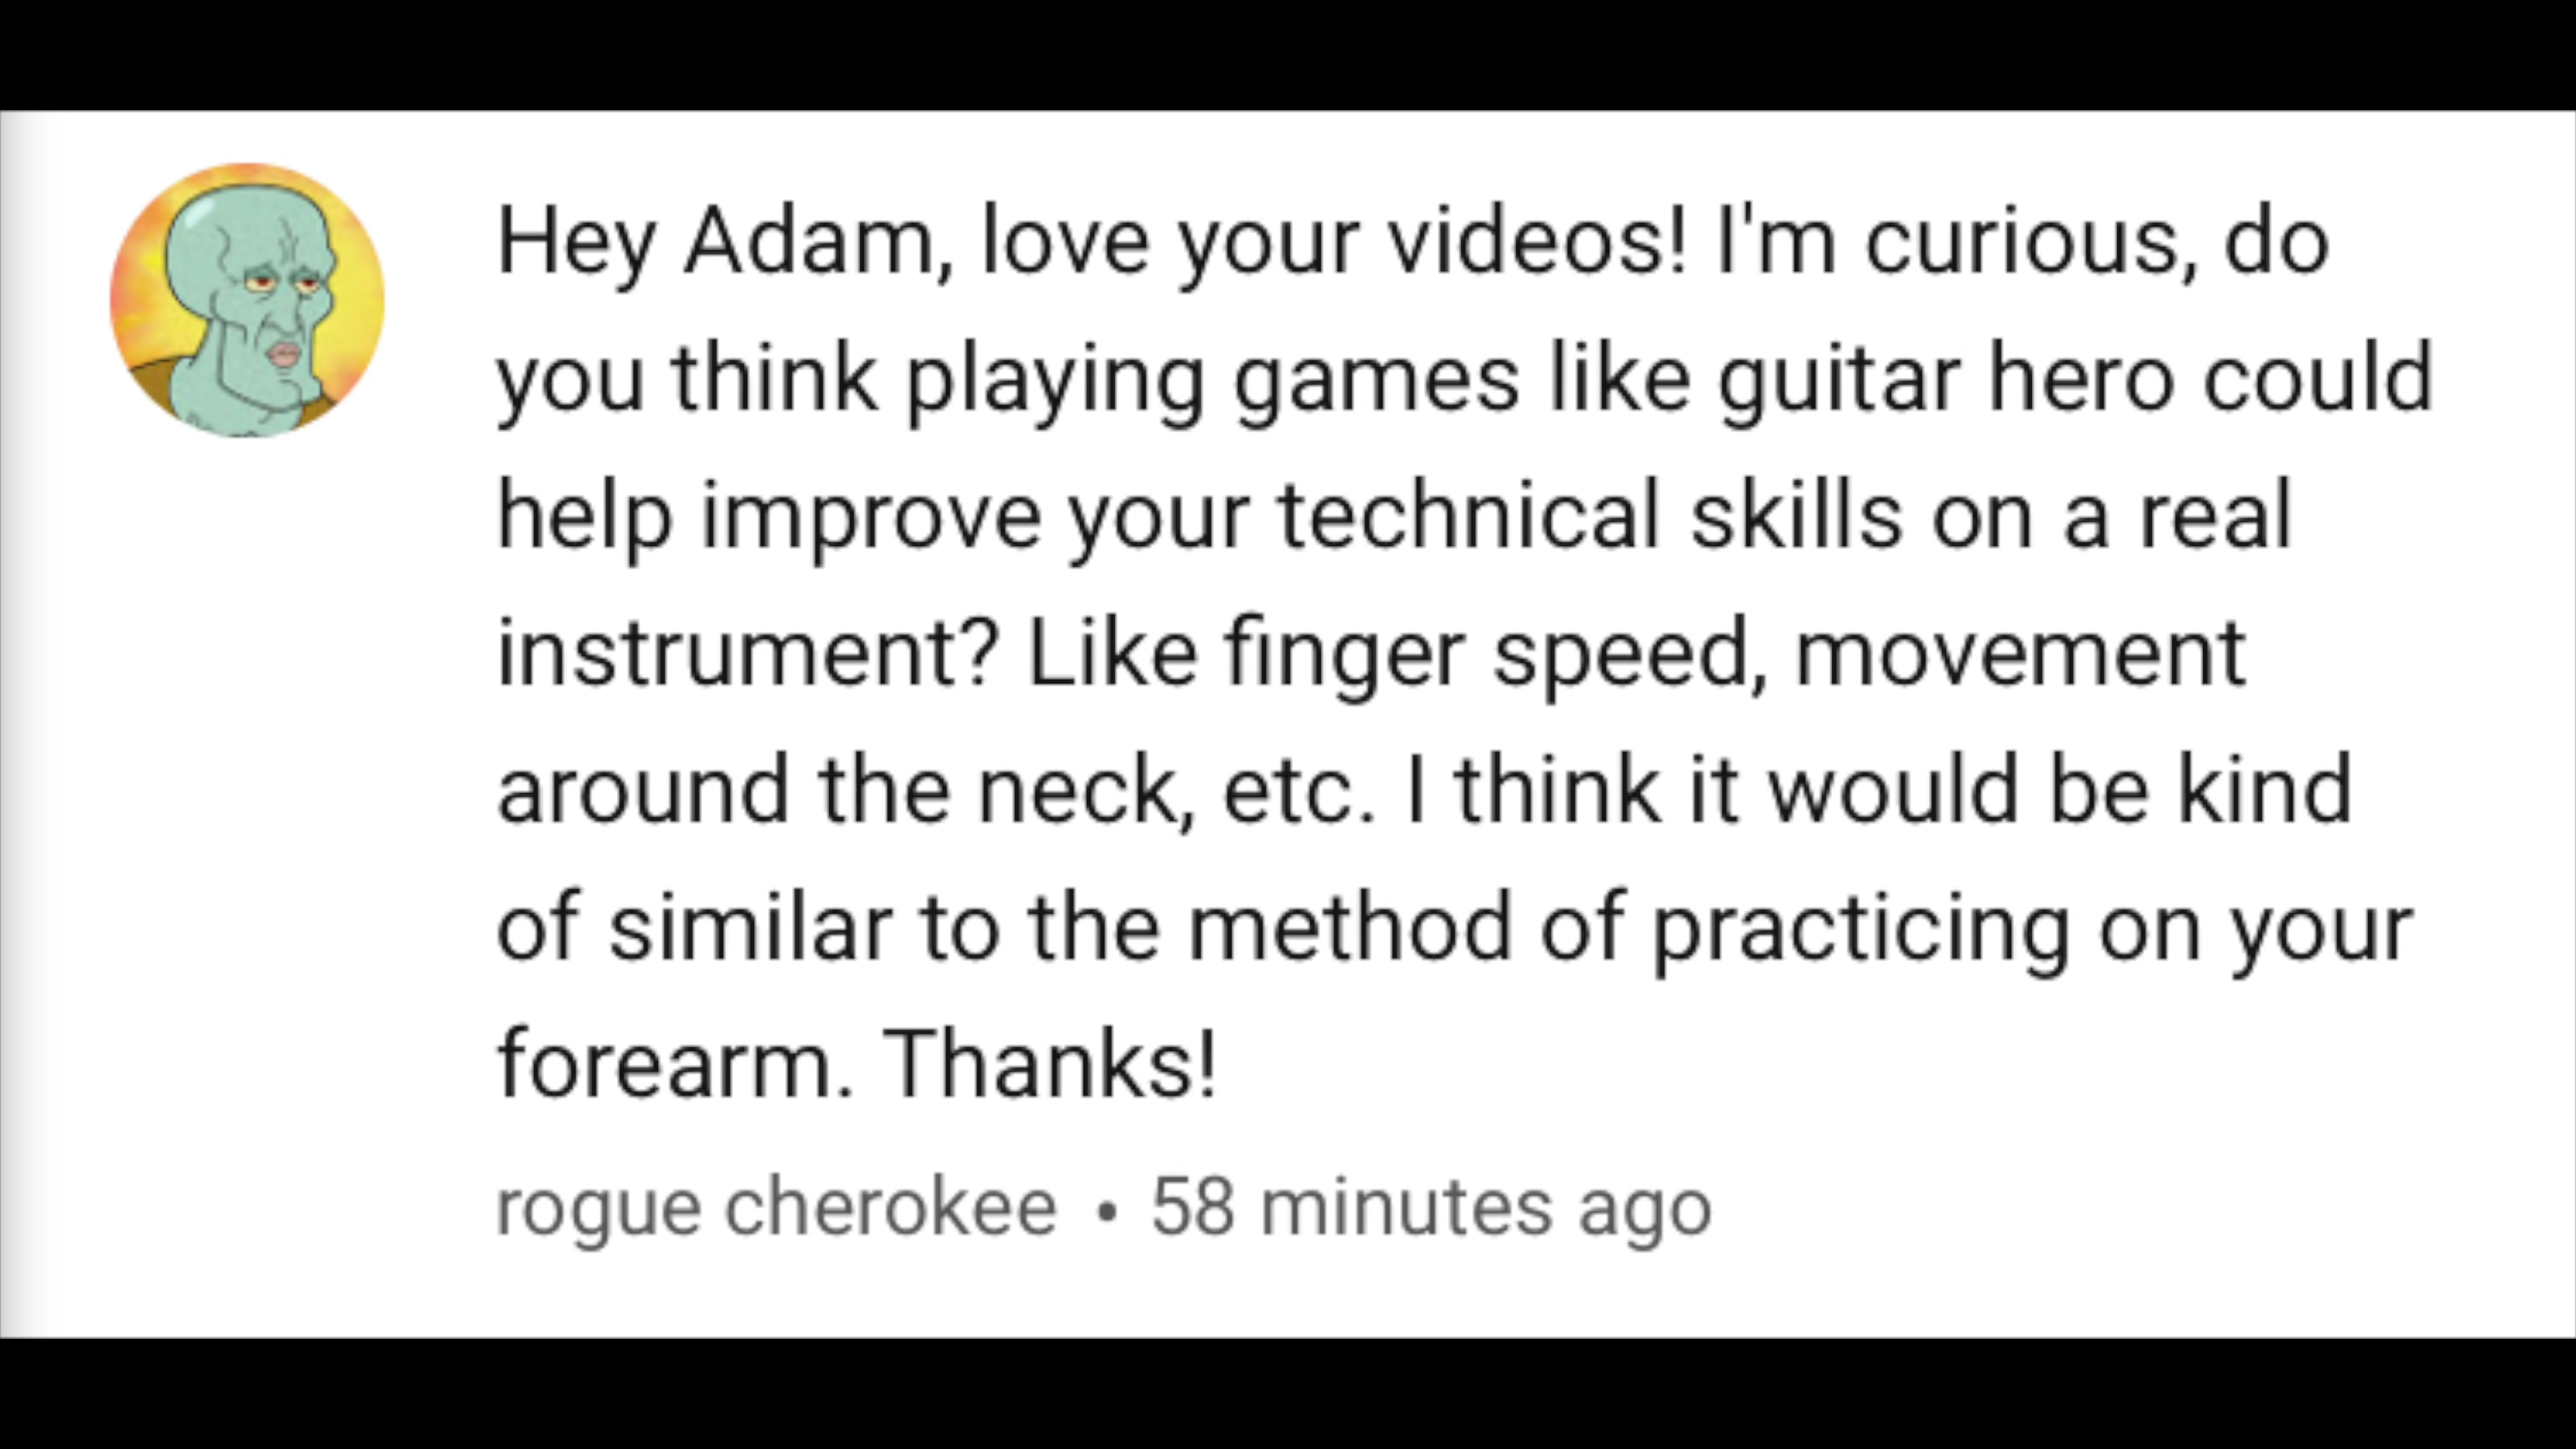 Hey Adam, love your videos! I'm curious, do
you think playing games like guitar hero could
help improve your technical skills on a real
instrument? Like finger speed, movement
around the neck, etc. I think it would be kind
of similar to the method of practicing on your
forearm. Thanks!
rogue cherokee • 58 minutes ago